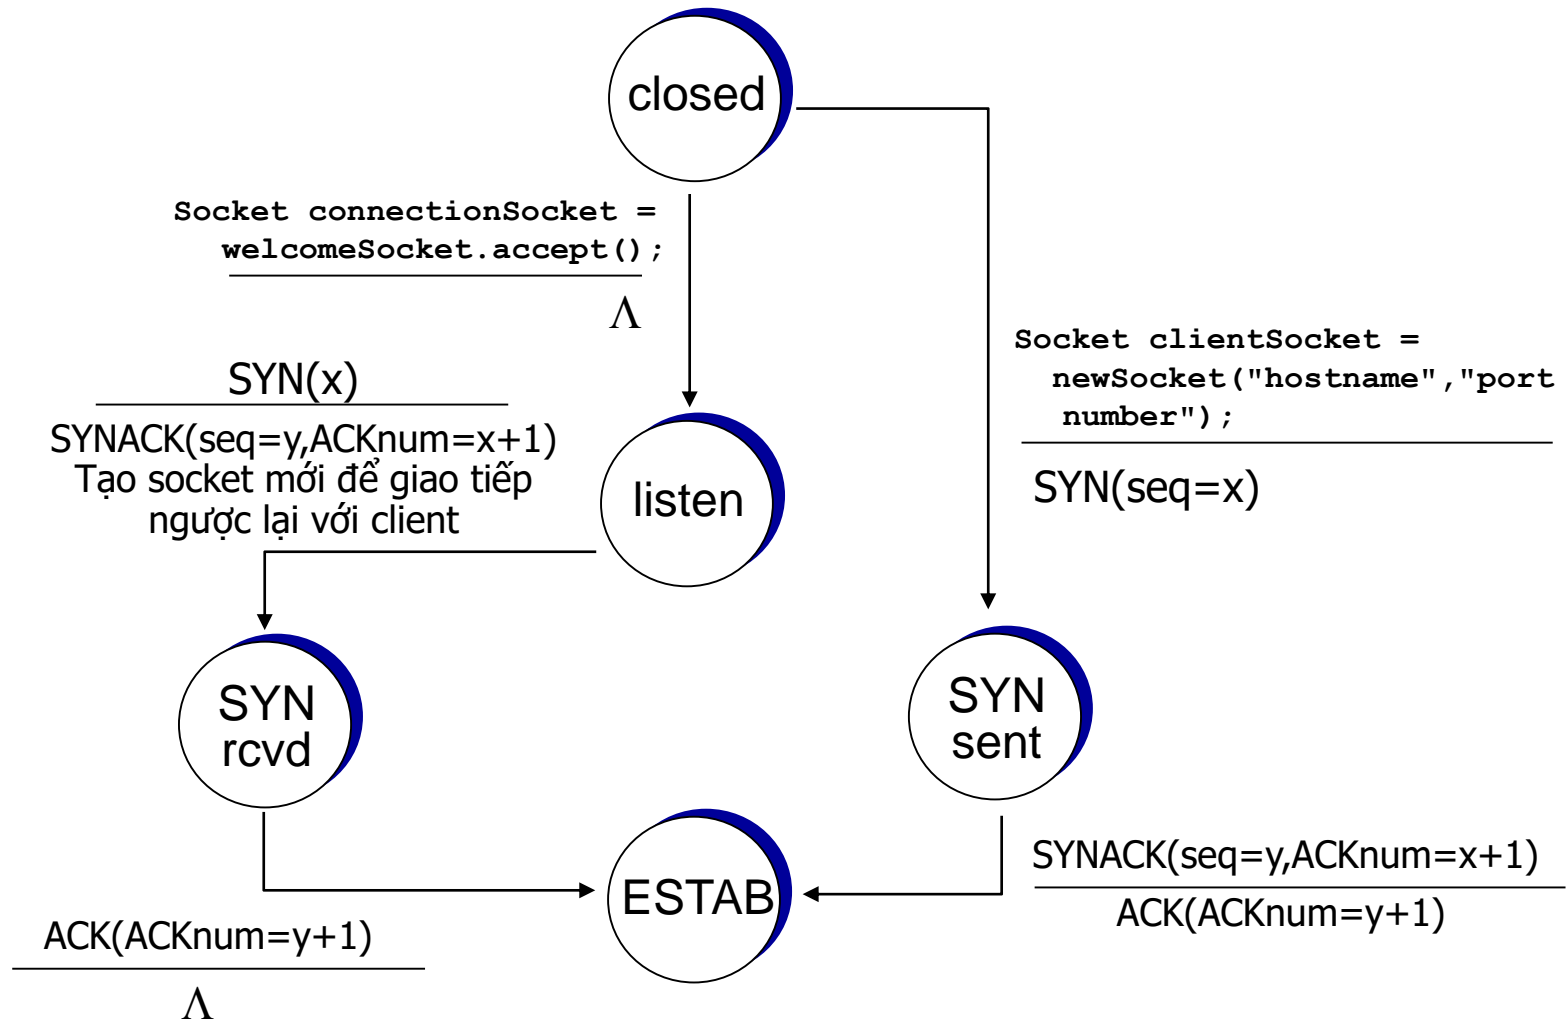 closed
Socket connectionSocket =
welcomeSocket.accept();
Λ
Socket clientSocket =
newSocket("hostname","port
number");
SYN(seq=x)
SYN(x)
SYNACK(seq=y,ACKnum=x+1)
Tạo socket mới để giao tiếp
ngược lại với client
listen
SYN
rcvd
SYN
sent
ESTAB
SYNACK(seq=y,ACKnum=x+1)
ACK(ACKnum=y+1)
ACK(ACKnum=y+1)
Λ